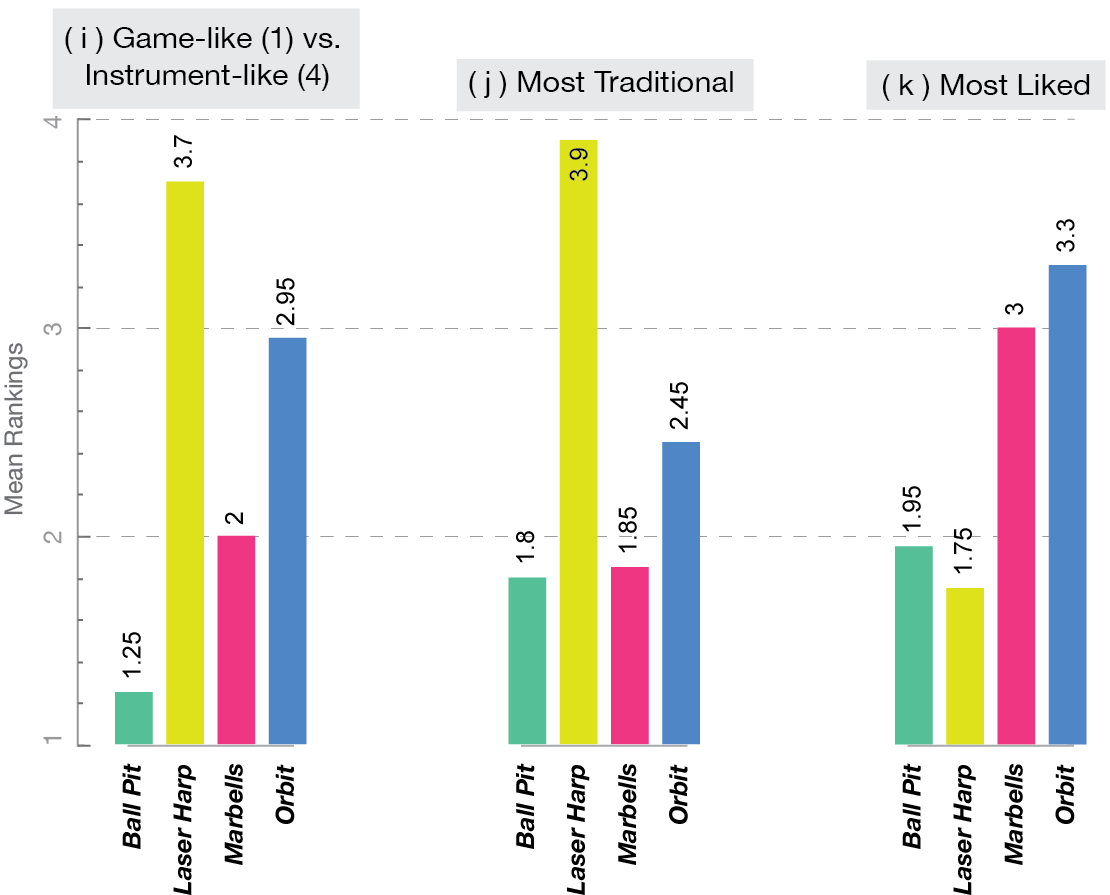 ( i ) Game-like (1) vs.
Instrument-like (4)
( j ) Most Traditional
( k ) Most Liked
Mean Rankings
4
3
2
1
1.25
3.7
2
2.95
1.8
3.9
1.85
2.45
1.95
1.75
3
3.3
Ball Pit
Laser Harp
Marbells
Orbit
Ball Pit
Laser Harp
Marbells
Orbit
Ball Pit
Laser Harp
Marbells
Orbit